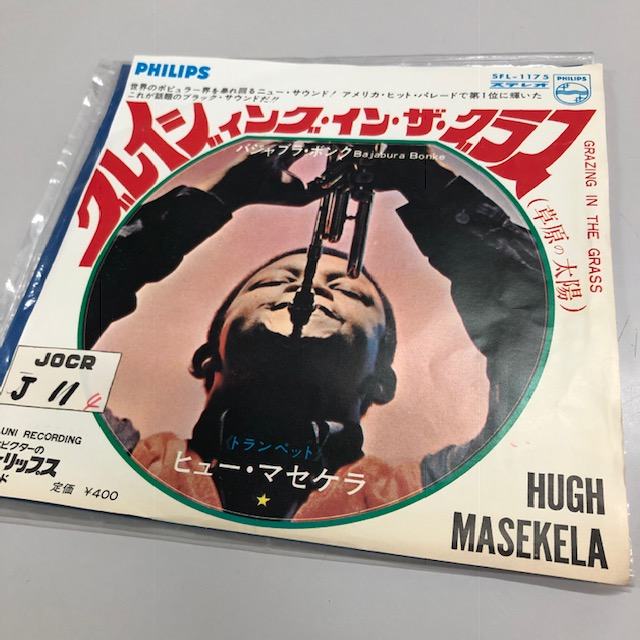 PHILIPS
SFL-1175
ステレオ
PHILIPS
世界のポピュラー界を暴れ回るニュー・サウンド! アメリカ・ヒット・パレードで第1位に輝いた
これが話題のブラック・サウンドだ!!
グレイジィング・イン・ザ・グラス
GRAZING IN THE GRASS
(草原の太陽)
バジャブラ・ボンク Bajabura Bonke
JOCR
J 11
UNI RECORDING
ビクターの
リップス
ド
定価 ¥400
〈トランペット〉
ヒュー・マセケラ
HUGH
MASEKELA